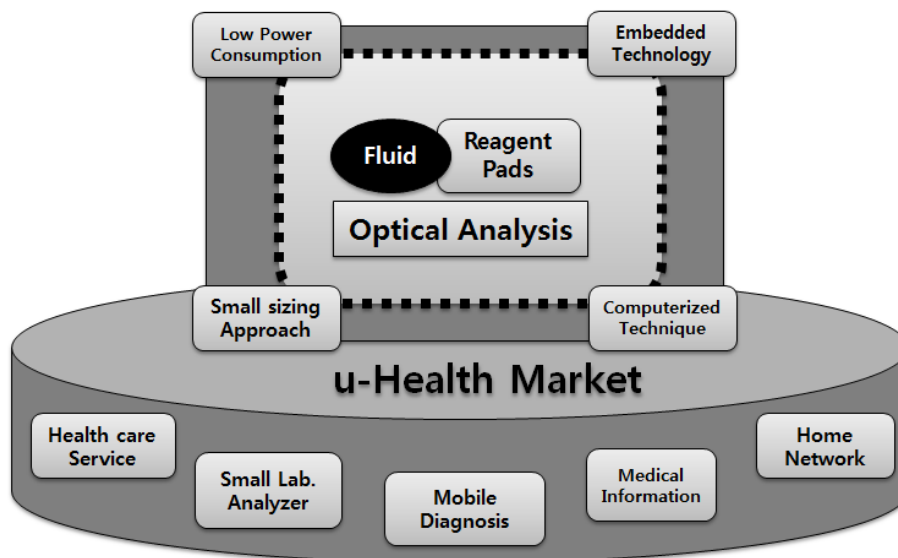 Low Power
Consumption
Embedded
Technology
Fluid
Reagent
Pads
Optical Analysis
Small sizing
Approach
Computerized
Technique
u-Health Market
Health care
Service
Small Lab.
Analyzer
Mobile
Diagnosis
Medical
Information
Home
Network